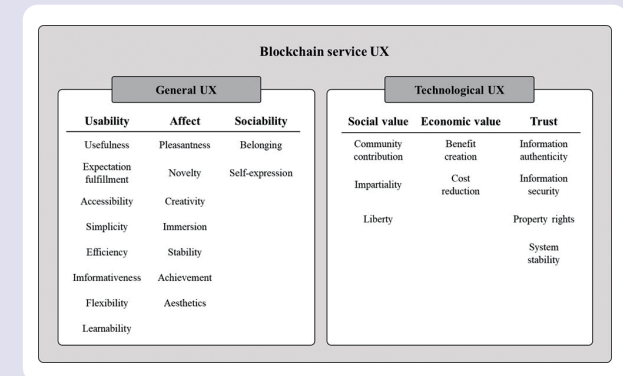 Blockchain service UX
General UX
Usability Affect Sociability
Usefulness Pleasantness Belonging
Expectation
fulfillment Novelty Self-expression
Accessibility Creativity
Simplicity Immersion
Efficiency Stability
Imformativeness Achievement
Flexibility Aesthetics
Learnability
Technological UX
Social value Economic value Trust
Community Benefit Information
contribution creation authenticity
Impartiality Cost Information
reduction security
Liberty Property rights
System
stability